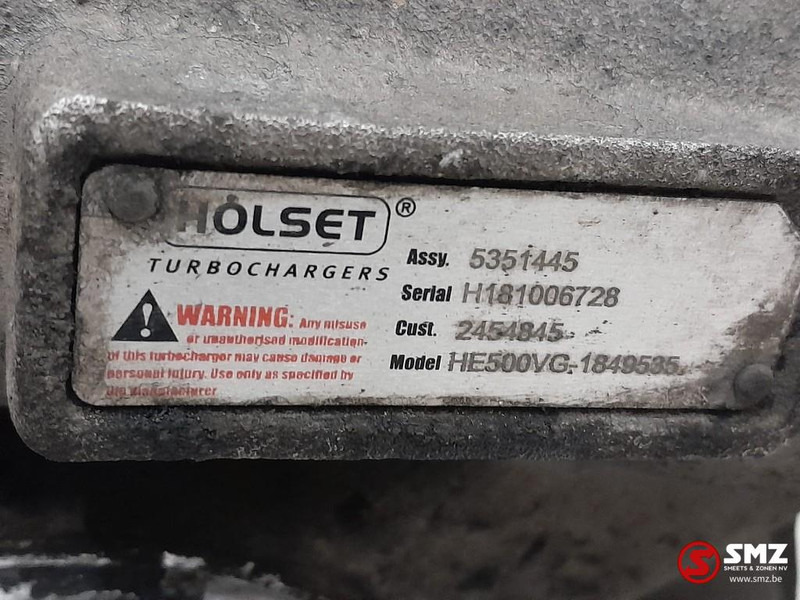 HOLSET®
TURBOCHARGERS
WARNING: Any misuse
or unauthorised modification
of this turbocharger may cause damage or
personal injury. Use only as specified by
the manufacturer
Assy. 5351445
Serial H181006728
Cust. 2454845
Model HE500VG-1849535
SMZ
SMEETS & ZONEN NV
www.smz.be